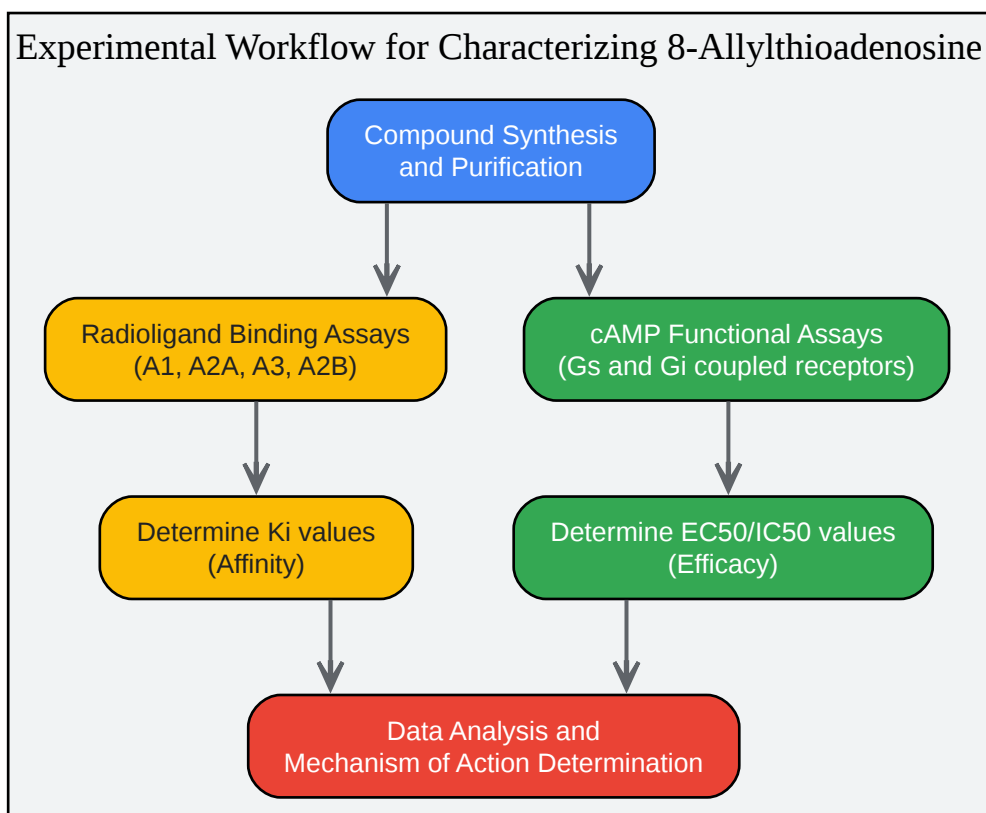 Experimental Workflow for Characterizing 8-Allylthioadenosine
Compound Synthesis
and Purification
Radioligand Binding Assays
(A1, A2A, A3, A2B)
cAMP Functional Assays
(Gs and Gi coupled receptors)
Determine Ki values
(Affinity)
Determine EC50/IC50 values
(Efficacy)
Data Analysis and
Mechanism of Action Determination